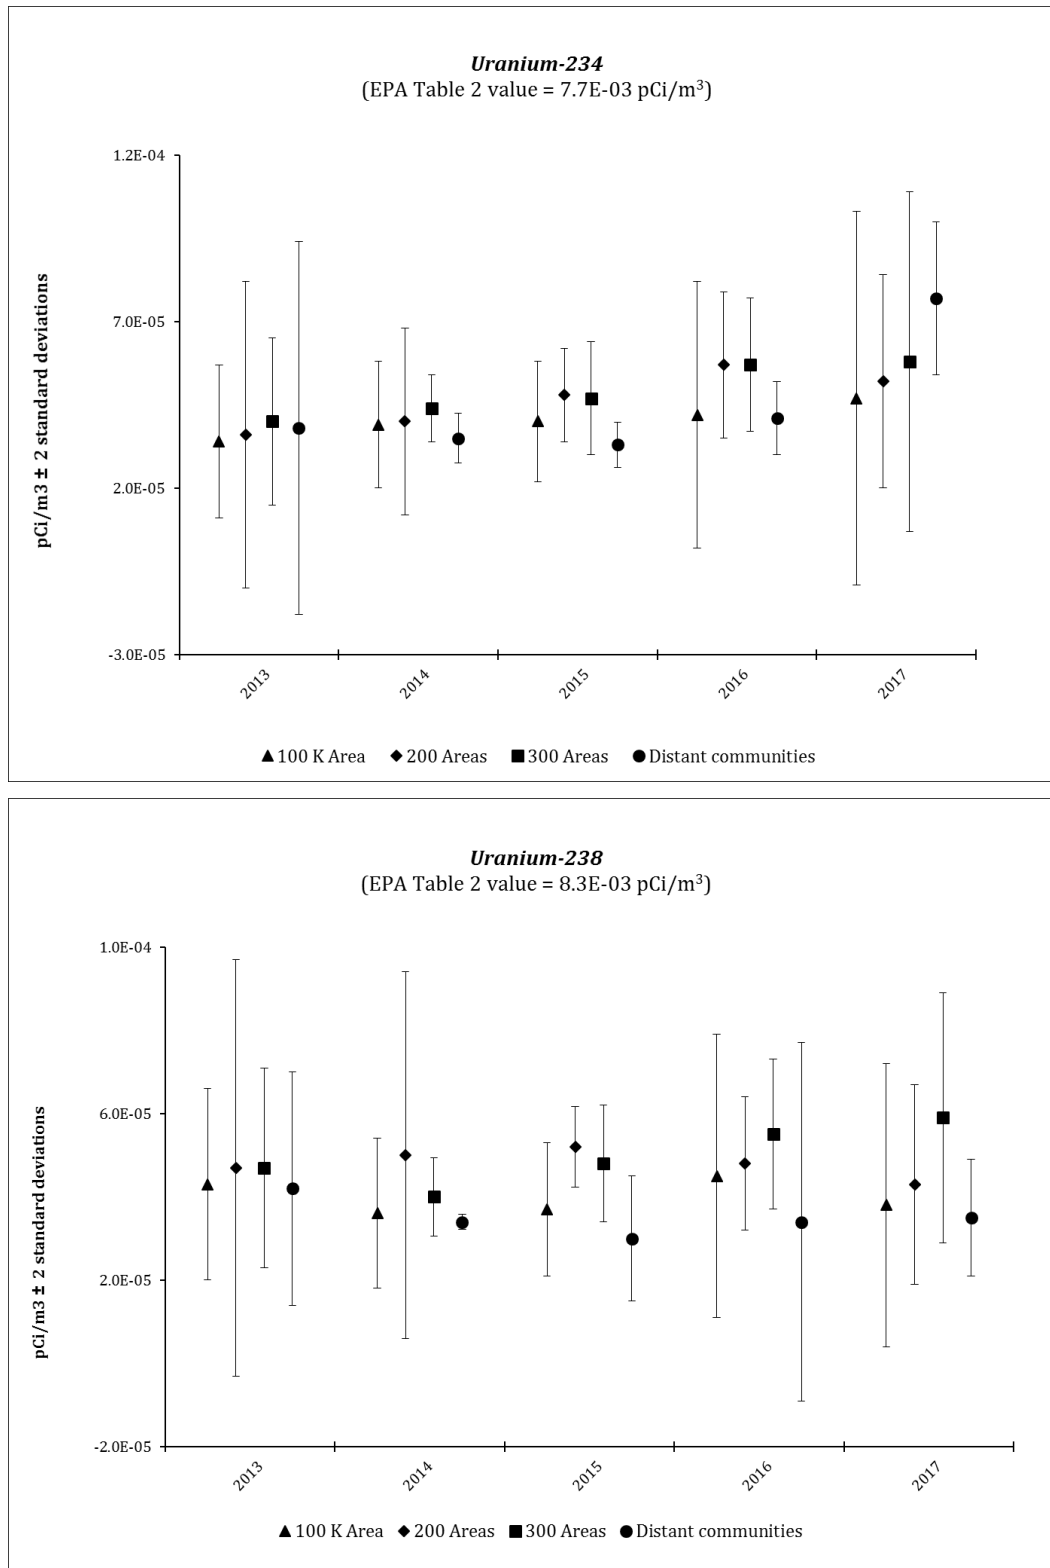 Uranium-234
(EPA Table 2 value = 7.7E-03 pCi/m³)
pCi/m3 ± 2 standard deviations
1.2E-04
7.0E-05
2.0E-05
-3.0E-05
2013
2014
2015
2016
2017
100 K Area 200 Areas 300 Areas Distant communities
Uranium-238
(EPA Table 2 value = 8.3E-03 pCi/m³)
pCi/m3 ± 2 standard deviations
1.0E-04
6.0E-05
2.0E-05
-2.0E-05
2013
2014
2015
2016
2017
100 K Area 200 Areas 300 Areas Distant communities